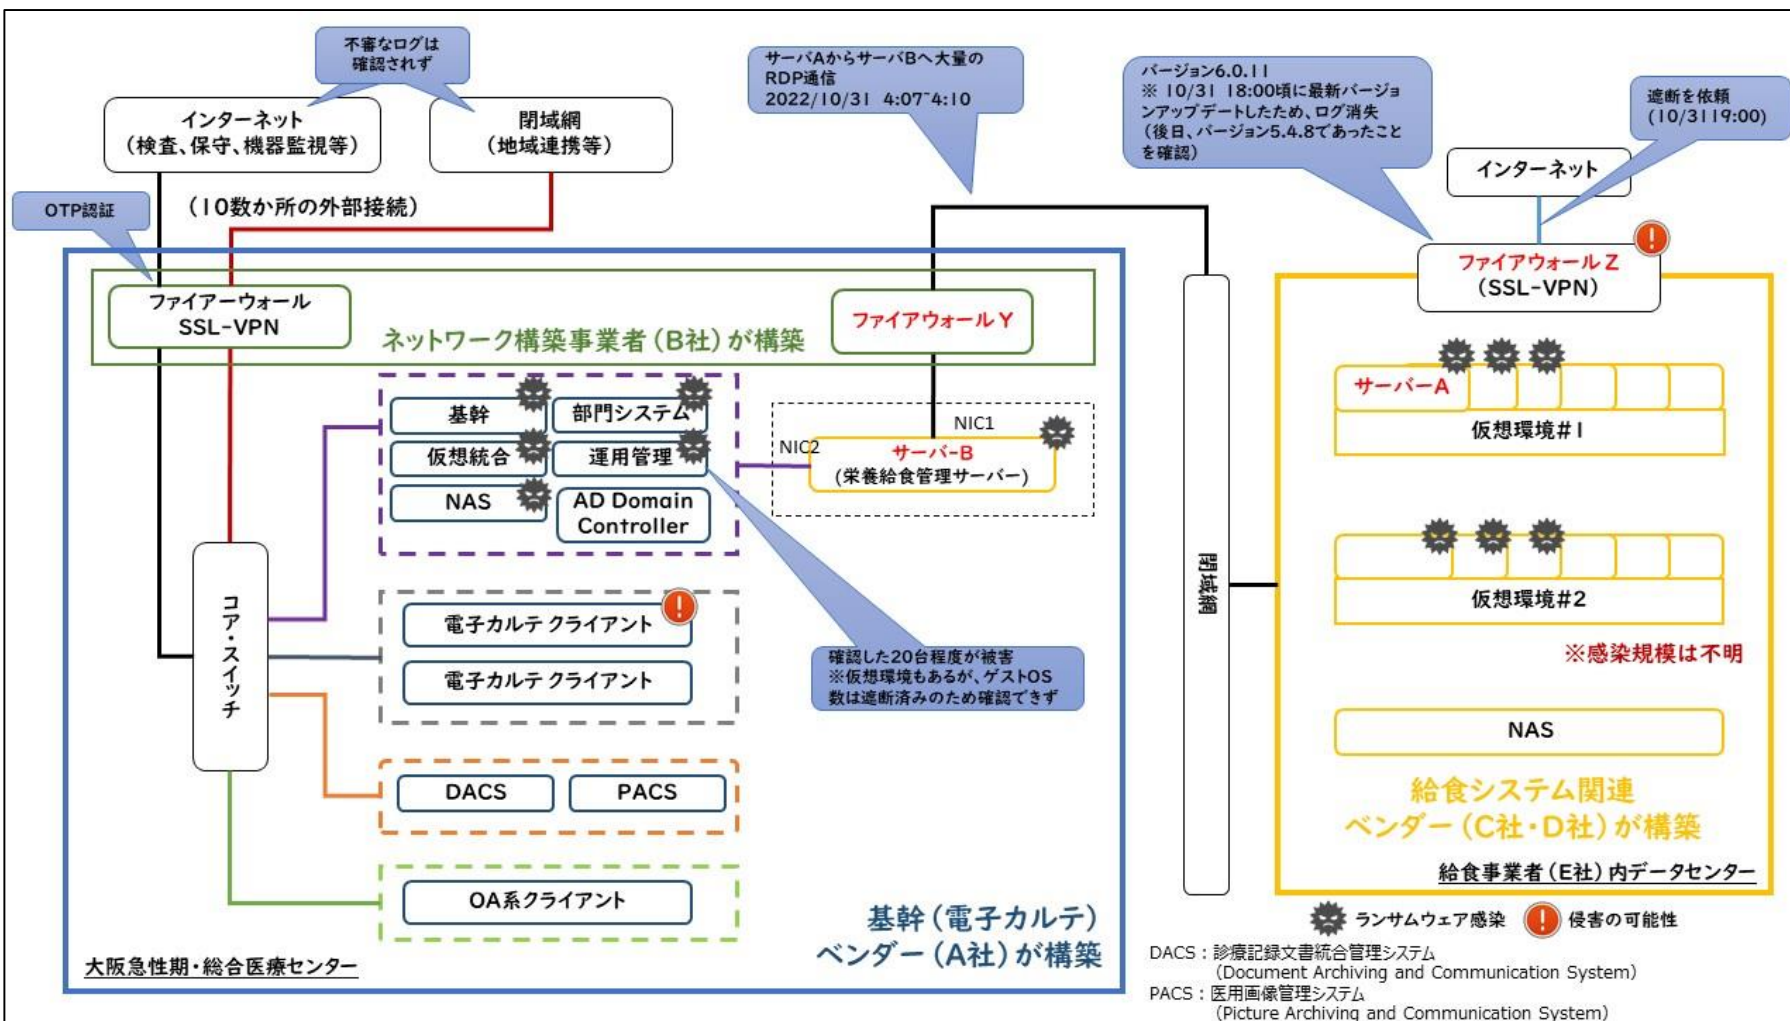 不審なログは
確認されず
サーバAからサーバBへ大量の
RDP通信
2022/10/31 4:07~4:10
バージョン6.0.11
※ 10/31 18:00頃に最新バージョ
ンアップデートしたため、ログ消失
(後日、バージョン5.4.8であったこと
を確認)
遮断を依頼
(10/3119:00)
インターネット
(検査、保守、機器監視等)
閉域網
(地域連携等)
インターネット
OTP認証
(10数か所の外部接続)
ファイアーウォール
SSL-VPN
ネットワーク構築事業者(B社)が構築
ファイアウォールY
ファイアウォールZ
(SSL-VPN)
基幹
部門システム
仮想統合
運用管理
NAS
AD Domain
Controller
NIC1
NIC2
サーバーB
(栄養給食管理サーバー)
サーバーA
仮想環境#1
仮想環境#2
※感染規模は不明
NAS
給食システム関連
ベンダー(C社・D社)が構築
給食事業者(E社)内データセンター
閉域網
コア・スイッチ
電子カルテクライアント
電子カルテクライアント
確認した20台程度が被害
※仮想環境もあるが、ゲストOS
数は遮断済みのため確認できず
DACS
PACS
OA系クライアント
基幹(電子カルテ)
ベンダー(A社)が構築
大阪急性期・総合医療センター
ランサムウェア感染
侵害の可能性
DACS:診療記録文書統合管理システム
(Document Archiving and Communication System)
PACS:医用画像管理システム
(Picture Archiving and Communication System)